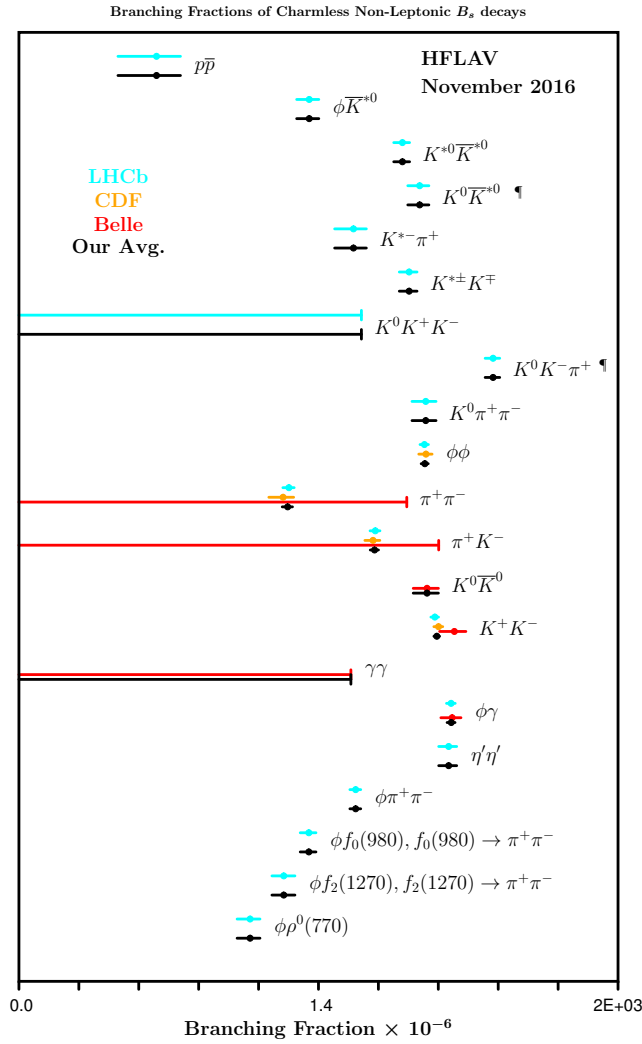 Branching Fractions of Charmless Non-Leptonic B_s decays
HFLAV
November 2016
pp̅
ϕK̅*⁰
K*⁰K̅*⁰
LHCb
CDF
Belle
Our Avg.
K⁰K̅*⁰ ¶
K*⁻π⁺
K*±K∓
K⁰K⁺K⁻
K⁰K⁻π⁺ ¶
K⁰π⁺π⁻
ϕϕ
π⁺π⁻
π⁺K⁻
K⁰K̅⁰
K⁺K⁻
γγ
ϕγ
η′η′
ϕπ⁺π⁻
ϕf₀(980), f₀(980) → π⁺π⁻
ϕf₂(1270), f₂(1270) → π⁺π⁻
ϕρ⁰(770)
0.0 1.4 2E+03
Branching Fraction × 10⁻⁶